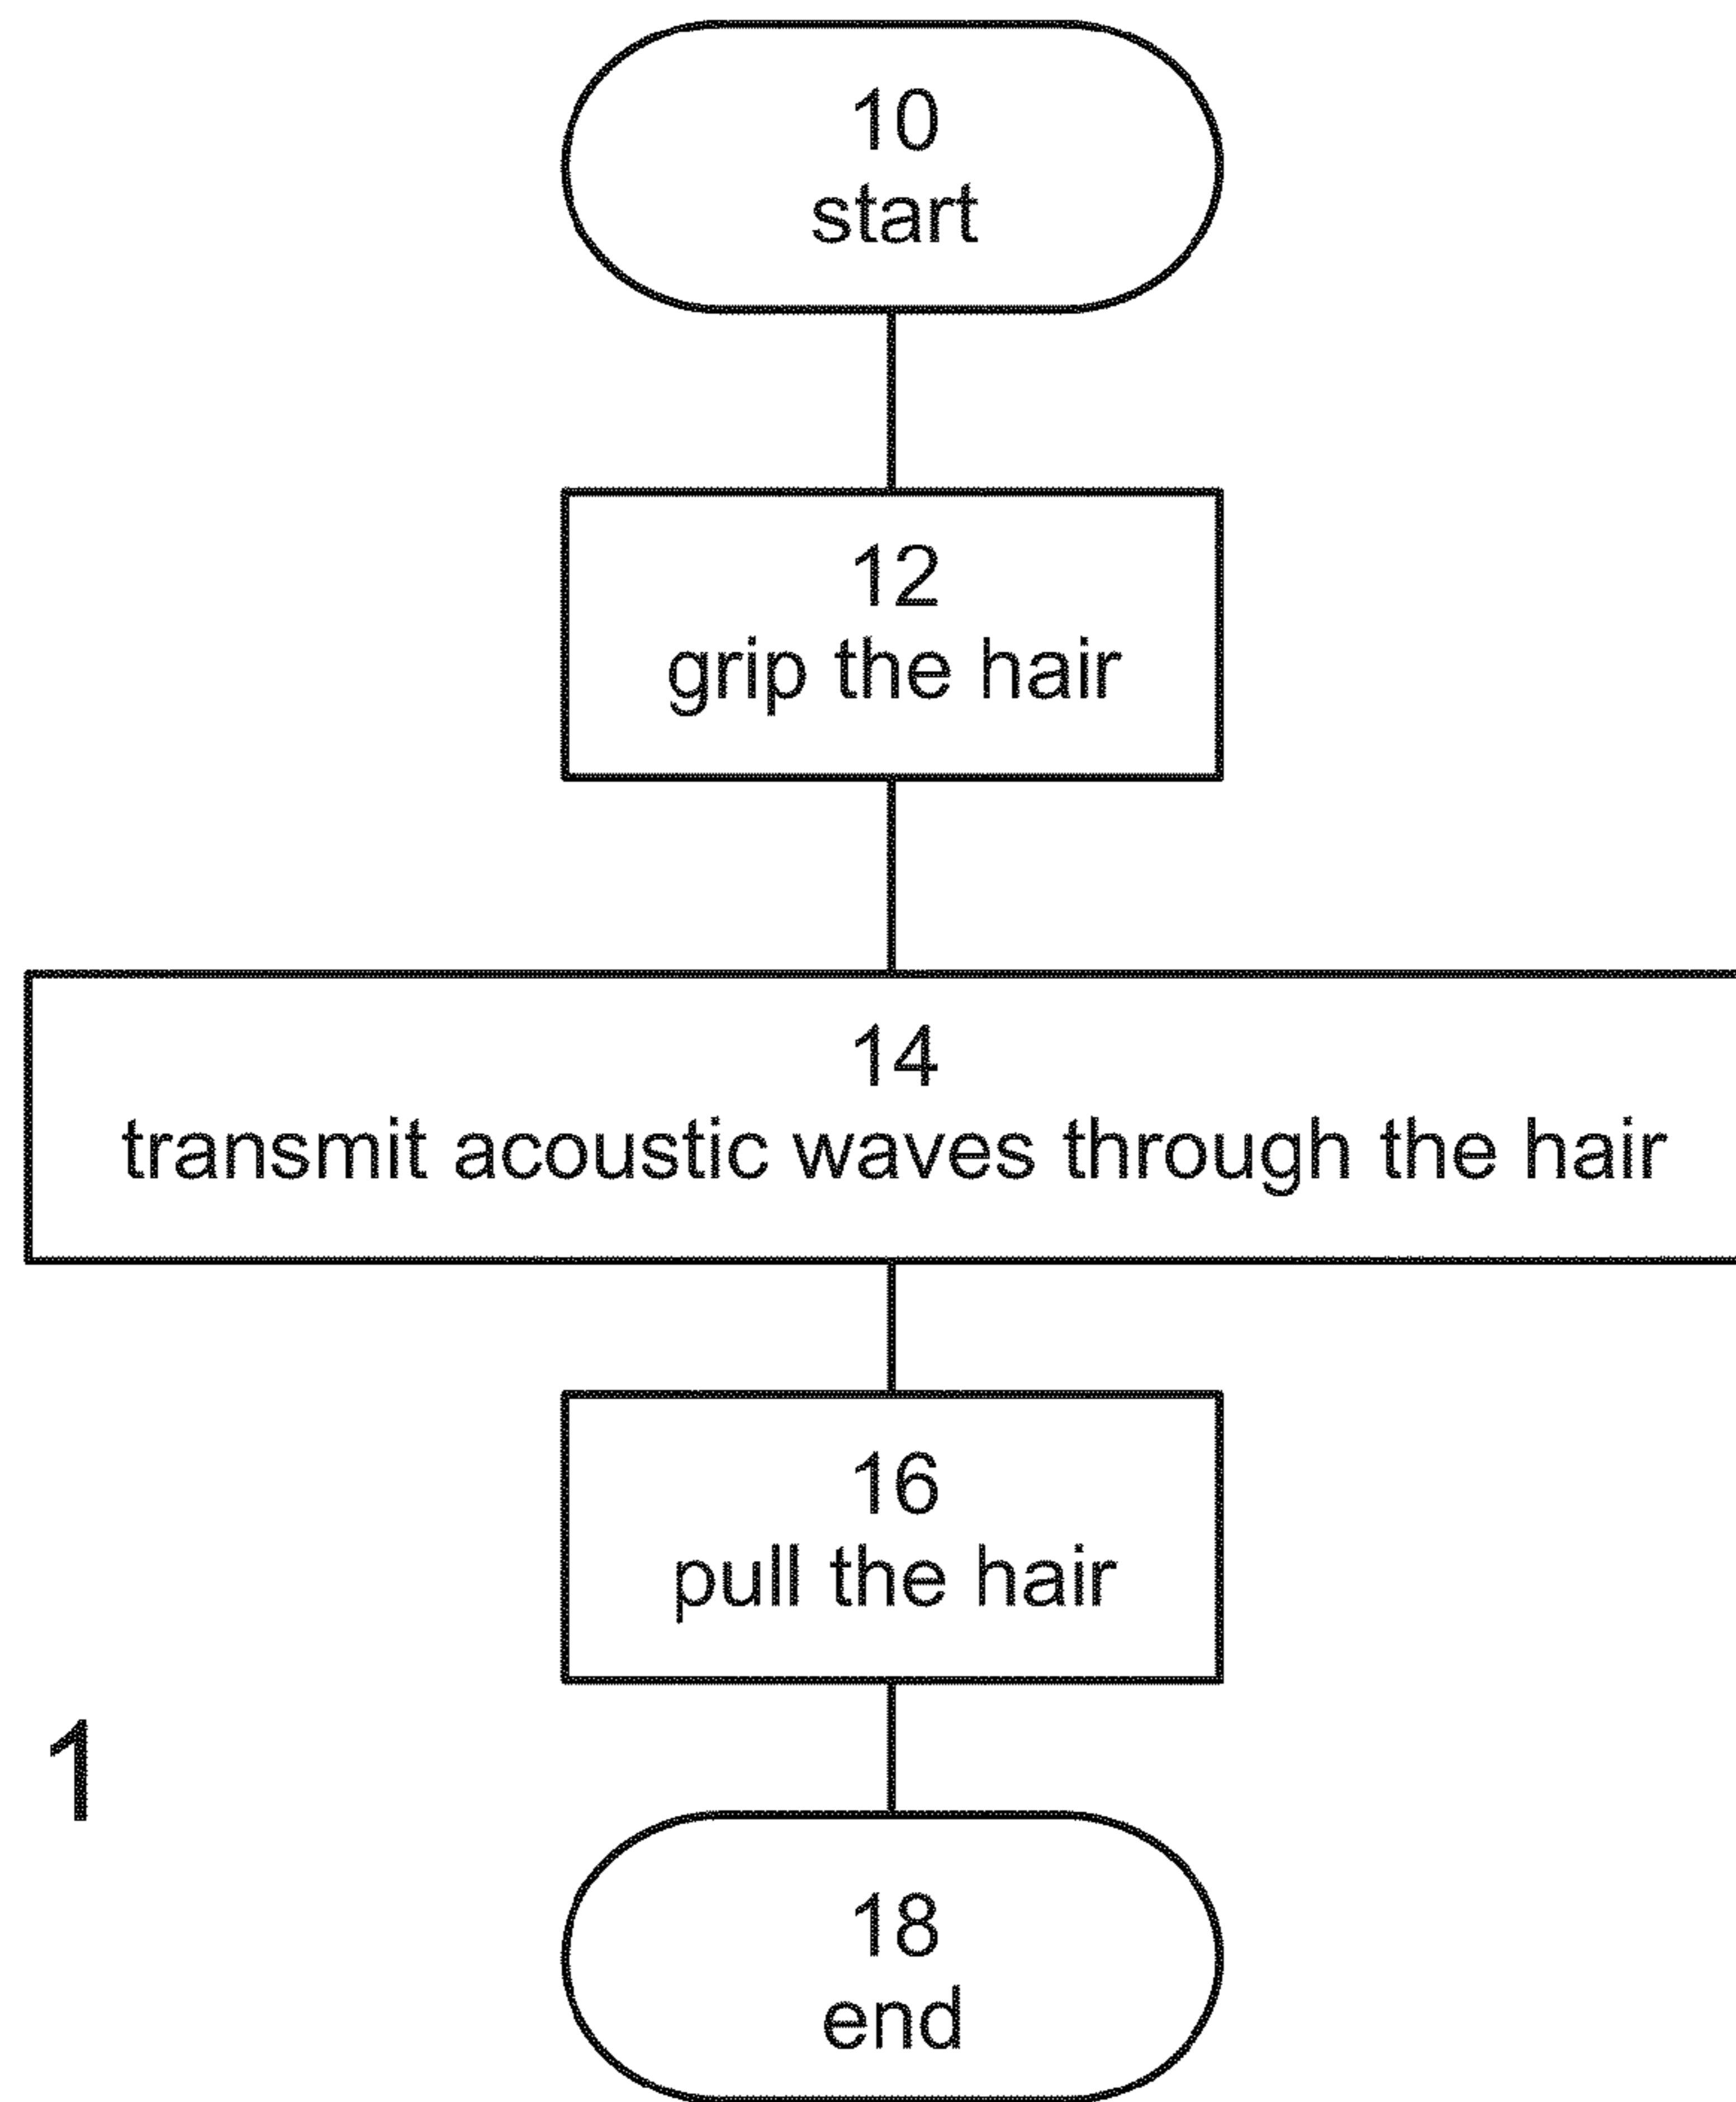 10
start
12
grip the hair
14
transmit acoustic waves through the hair
16
pull the hair
1
18
end